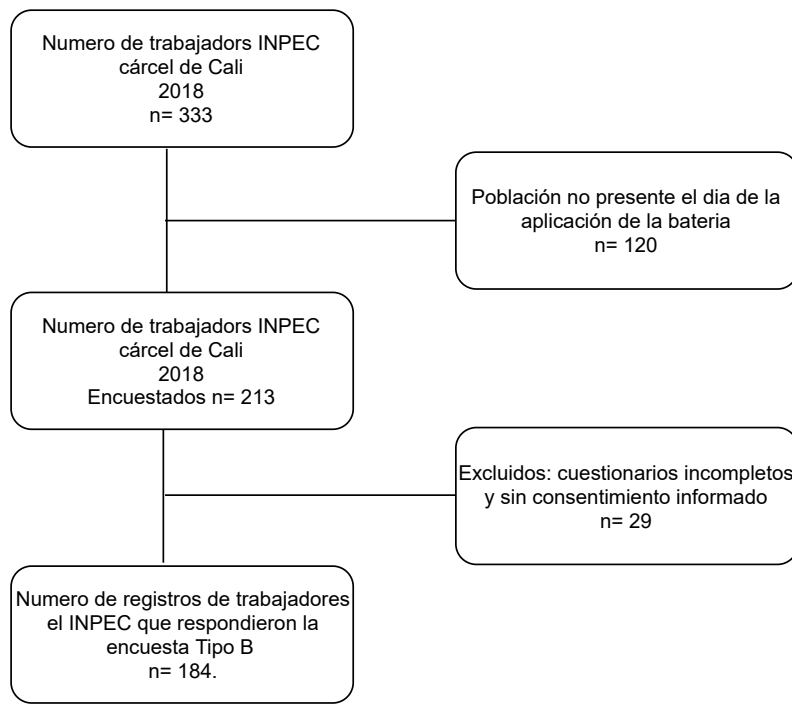 Numero de trabajadors INPEC
cárcel de Cali
2018
n= 333
Población no presente el dia de la
aplicación de la bateria
n= 120
Numero de trabajadors INPEC
cárcel de Cali
2018
Encuestados n= 213
Excluidos: cuestionarios incompletos
y sin consentimiento informado
n= 29
Numero de registros de trabajadores
el INPEC que respondieron la
encuesta Tipo B
n= 184.